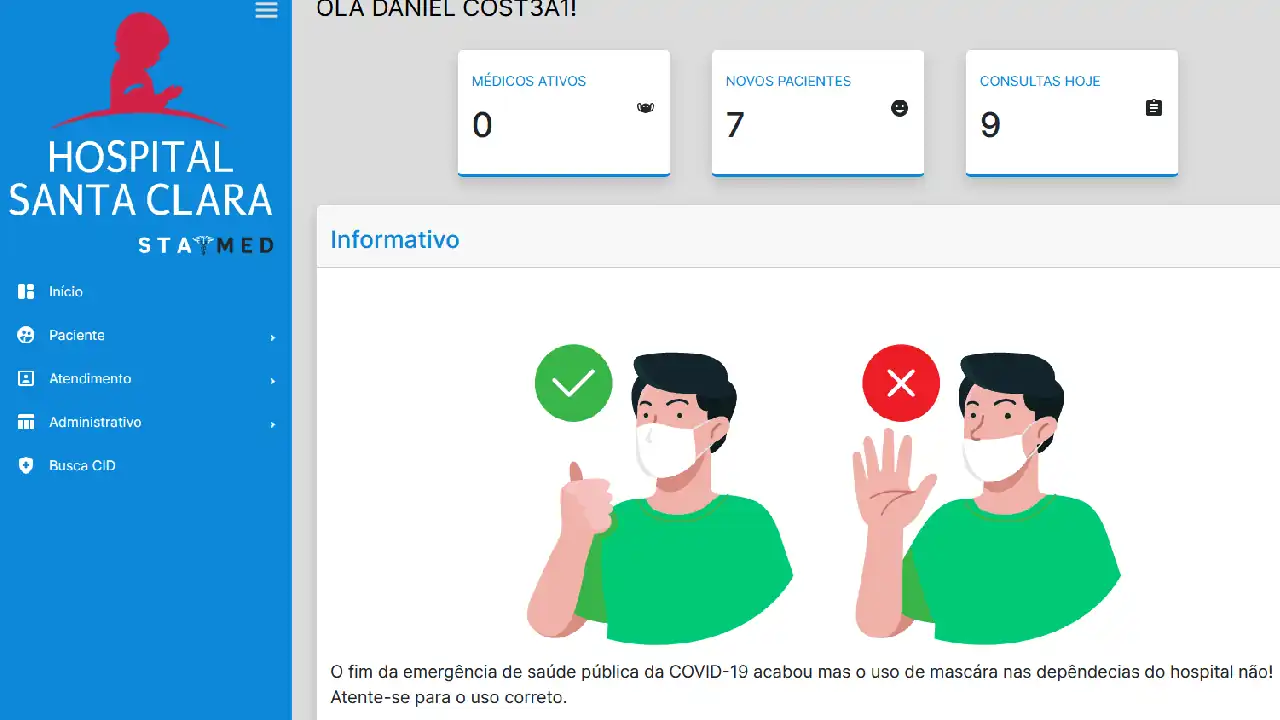 OLA DANIEL COST3A1!
MÉDICOS ATIVOS
0
NOVOS PACIENTES
7
CONSULTAS HOJE
9
HOSPITAL
SANTA CLARA
STATMED
Início
Paciente
Atendimento
Administrativo
Busca CID
Informativo
O fim da emergência de saúde pública da COVID-19 acabou mas o uso de mascára nas depêndecias do hospital não!
Atente-se para o uso correto.